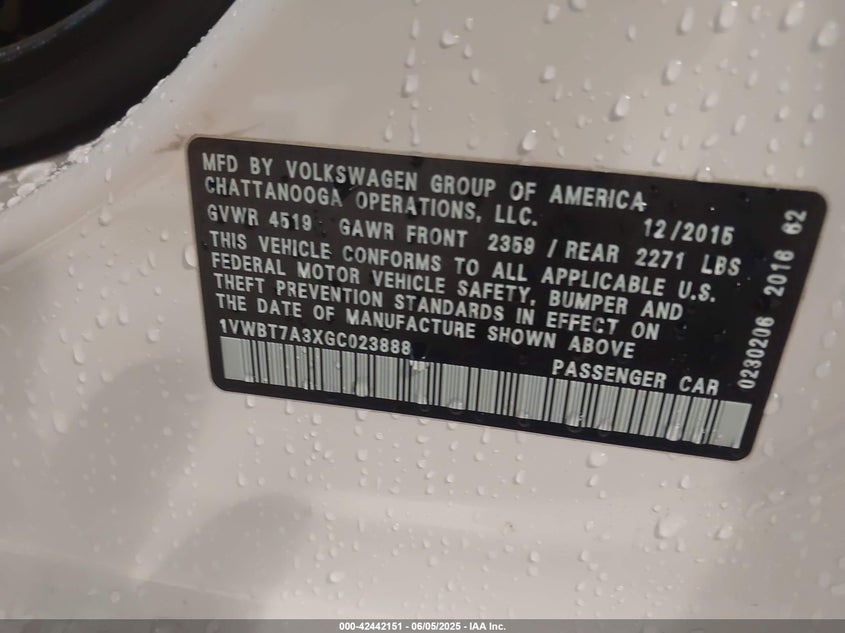 MFD BY VOLKSWAGEN GROUP OF AMERICA
CHATTANOOGA OPERATIONS, LLC.
12/2015
GVWR 4519 GAWR FRONT 2359 / REAR 2271 LBS
THIS VEHICLE CONFORMS TO ALL APPLICABLE U.S.
FEDERAL MOTOR VEHICLE SAFETY, BUMPER AND
THEFT PREVENTION STANDARDS IN EFFECT ON
THE DATE OF MANUFACTURE SHOWN ABOVE
1VWBT7A3XGC023888
PASSENGER CAR
0230206 2016 62
000-42442151 - 06/05/2025 - IAA Inc.